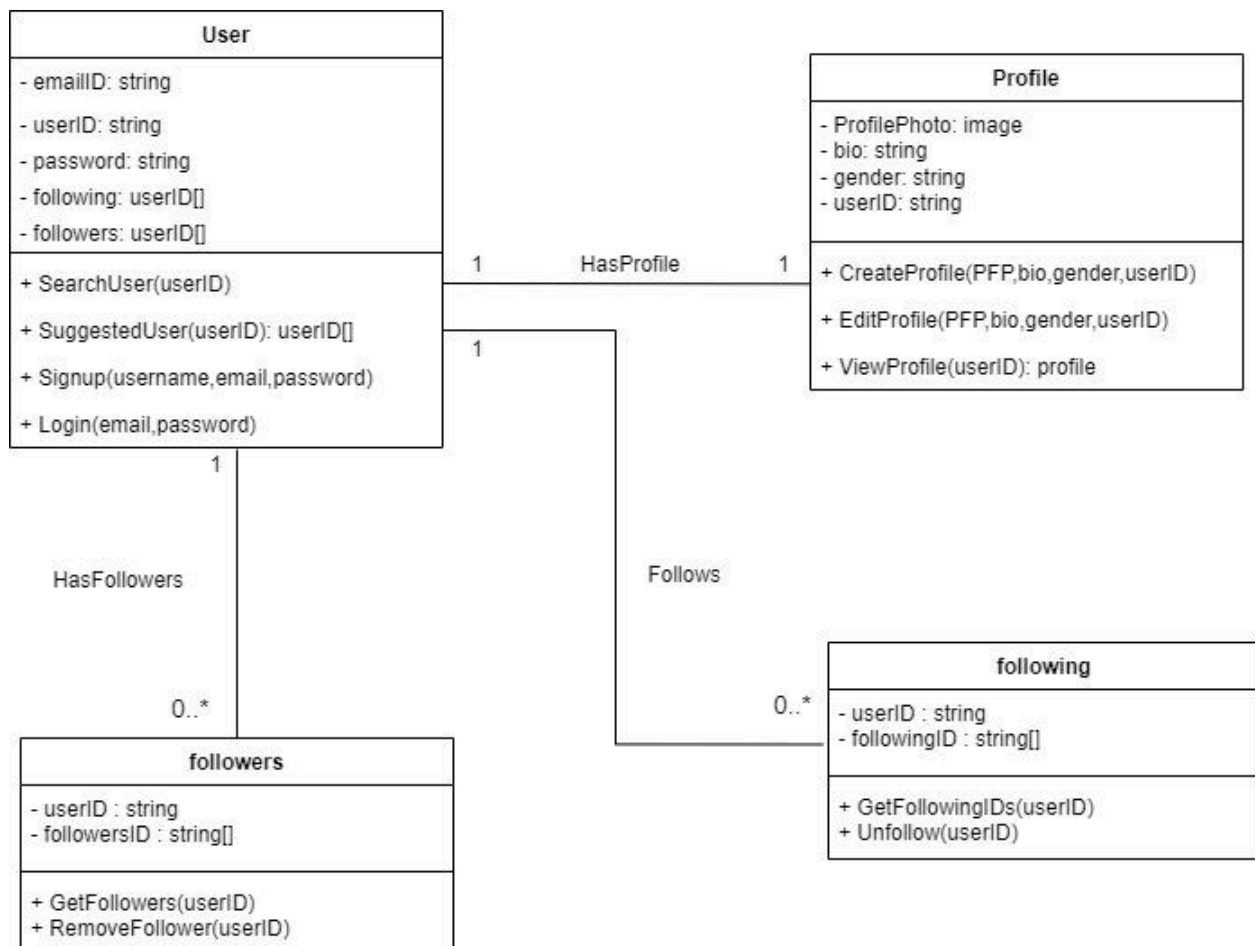 User
- emailID: string
- userID: string
- password: string
- following: userID[]
- followers: userID[]
+ SearchUser(userID)
+ SuggestedUser(userID): userID[]
+ Signup(username,email,password)
+ Login(email,password)
Profile
- ProfilePhoto: image
- bio: string
- gender: string
- userID: string
+ CreateProfile(PFP,bio,gender,userID)
+ EditProfile(PFP,bio,gender,userID)
+ ViewProfile(userID): profile
1
HasProfile
1
1
1
HasFollowers
0..*
Follows
0..*
followers
- userID : string
- followersID : string[]
+ GetFollowers(userID)
+ RemoveFollower(userID)
following
- userID : string
- followingID : string[]
+ GetFollowingIDs(userID)
+ Unfollow(userID)